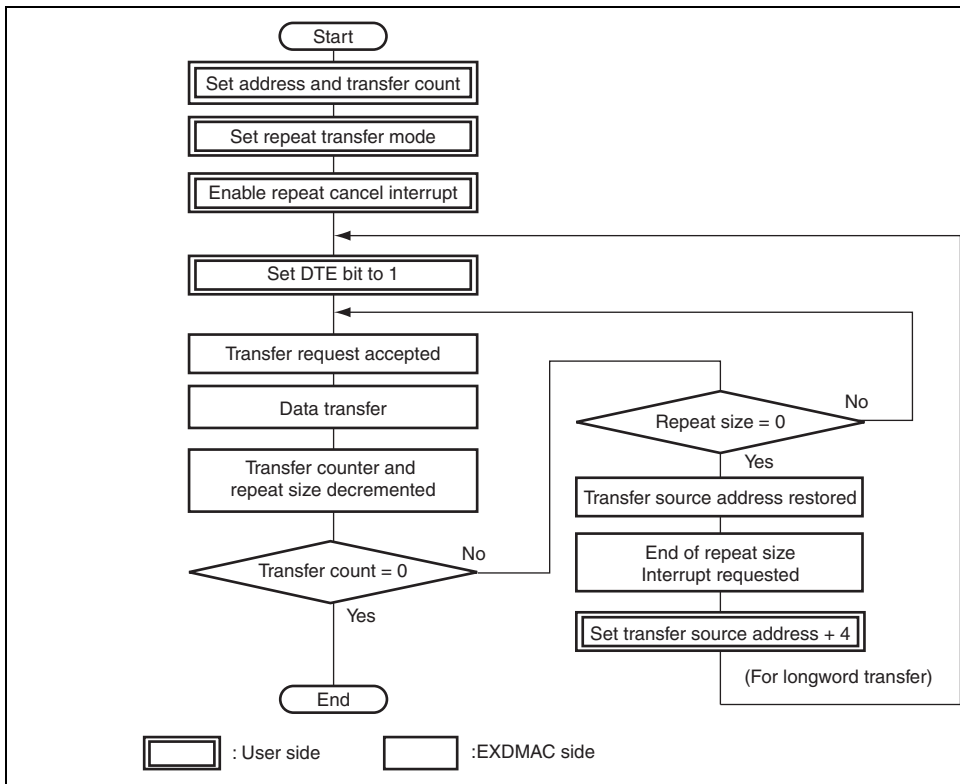 Start
Set address and transfer count
Set repeat transfer mode
Enable repeat cancel interrupt
Set DTE bit to 1
Transfer request accepted
Data transfer
Transfer counter and
repeat size decremented
Transfer count = 0
No
Yes
End
Repeat size = 0
No
Yes
Transfer source address restored
End of repeat size
Interrupt requested
Set transfer source address + 4
(For longword transfer)
: User side
:EXDMAC side